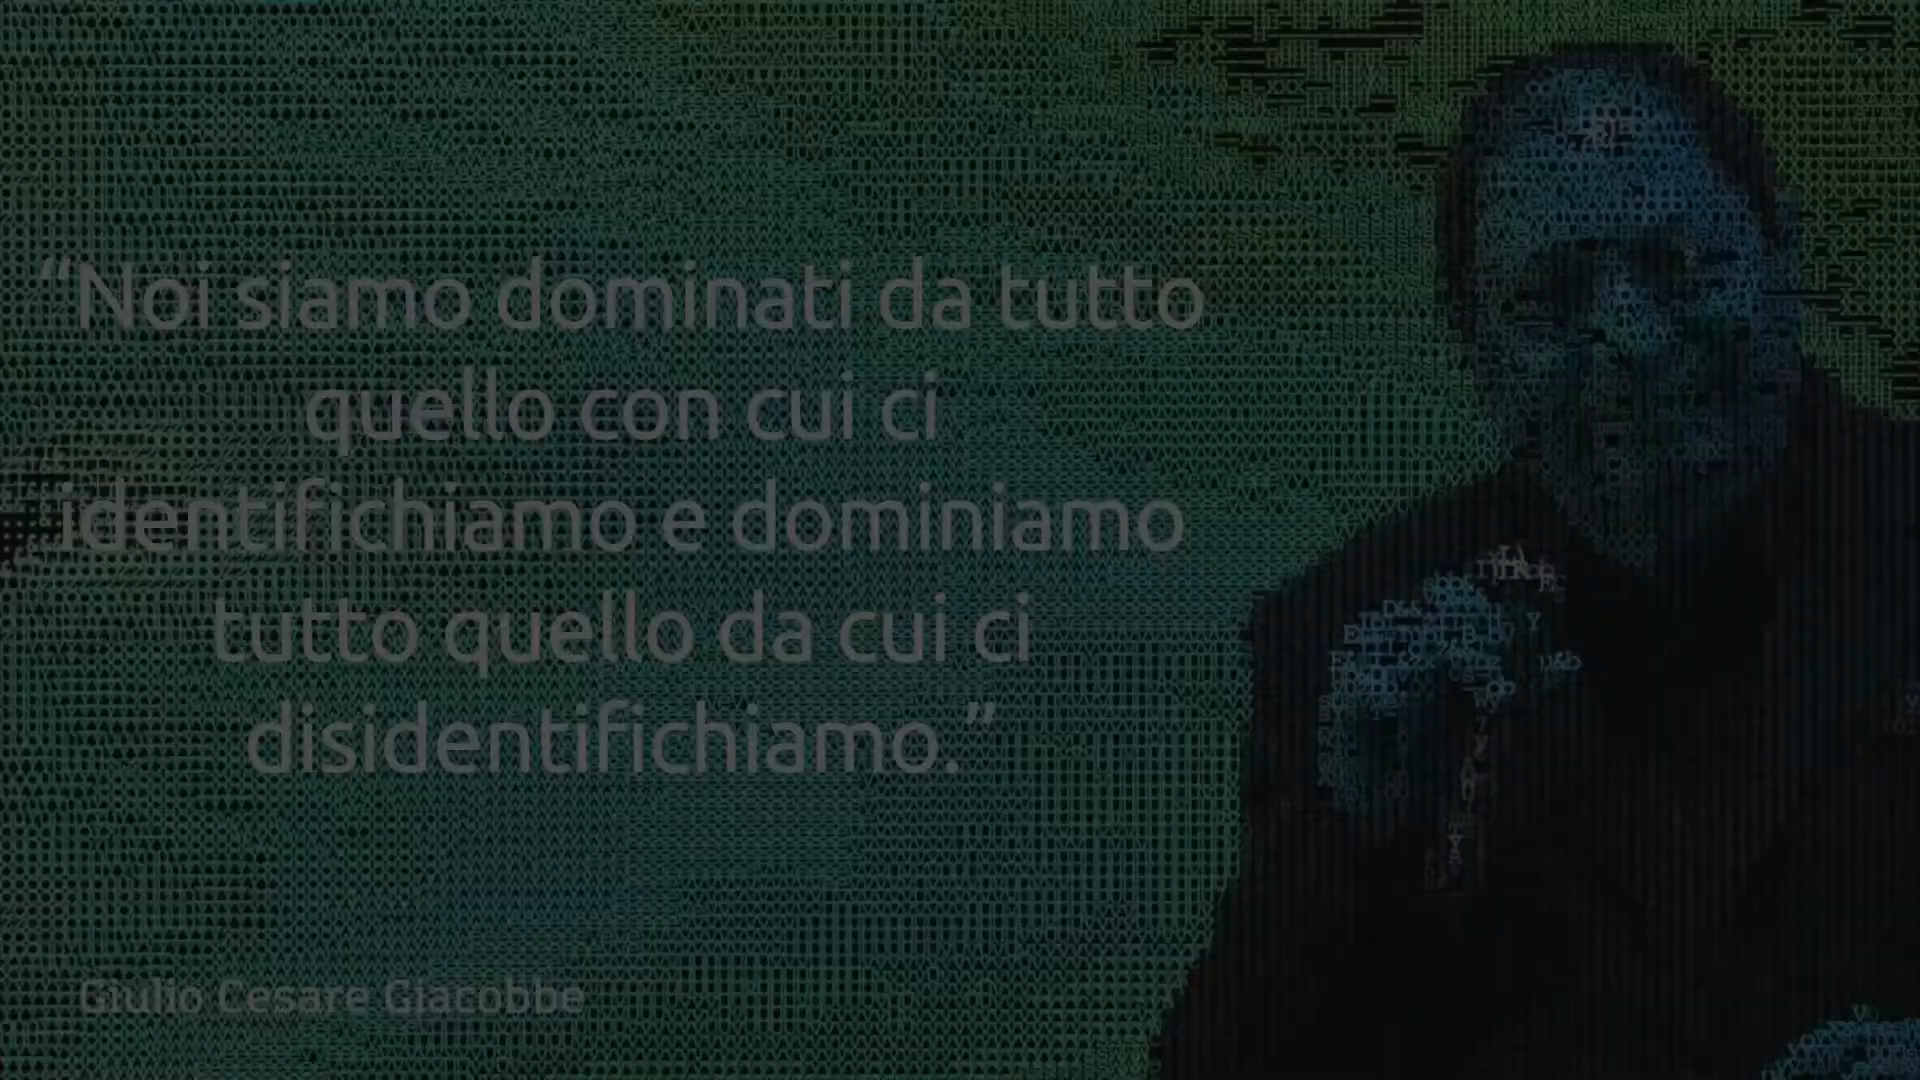 “Noi siamo dominati da tutto
quello con cui ci
identifichiamo e dominiamo
tutto quello da cui ci
disidentifichiamo.”
Giulio Cesare Giacobbe